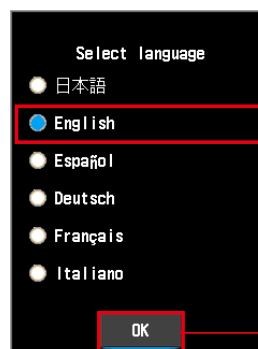 Select language
日本語
English
Español
Deutsch
Français
Italiano
OK